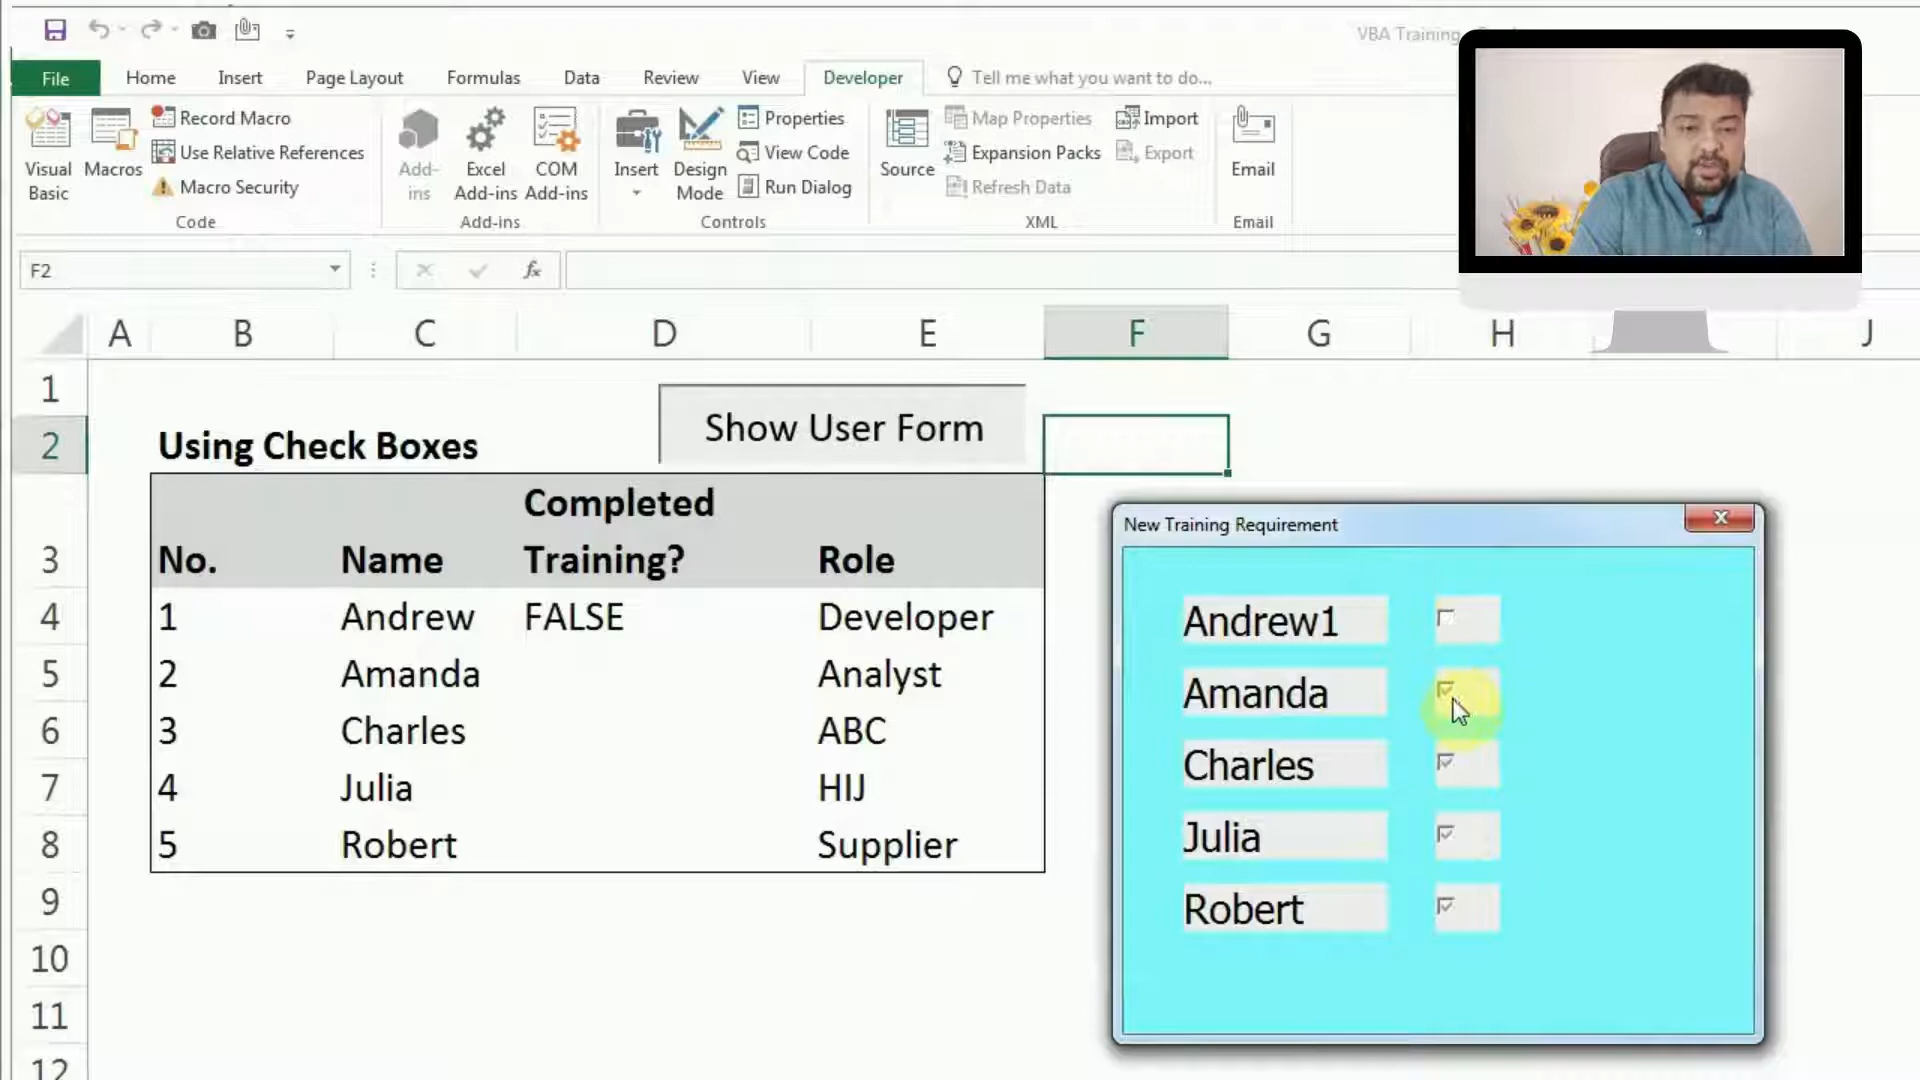 VBA Training
File Home Insert Page Layout Formulas Data Review View Developer Tell me what you want to do...
Visual Basic
Macros
Record Macro
Use Relative References
Macro Security
Code
Add-ins
Excel Add-ins
COM Add-ins
Add-ins
Insert
Design Mode
Properties
View Code
Run Dialog
Controls
Source
Map Properties
Expansion Packs
Refresh Data
Import
Export
XML
Email
Email
F2
fx
A B C D E F G H J
1
Show User Form
2 Using Check Boxes
3 No. Name Completed Training? Role
4 1 Andrew FALSE Developer
5 2 Amanda Analyst
6 3 Charles ABC
7 4 Julia HIJ
8 5 Robert Supplier
9
10
11
12
New Training Requirement
Andrew1
Amanda
Charles
Julia
Robert